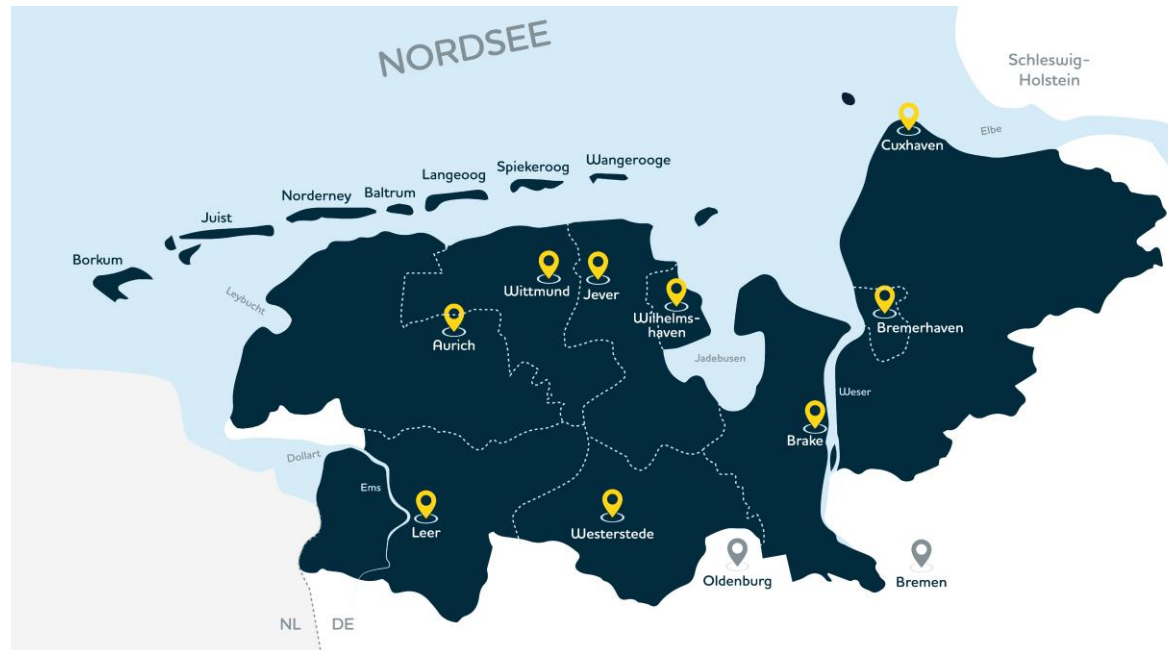 NORDSEE
Schleswig-
Holstein
Elbe
Cuxhaven
Wangerooge
Spiekeroog
Langeoog
Baltrum
Norderney
Juist
Borkum
Leybucht
Wittmund
Jever
Wilhelms-
haven
Bremerhaven
Aurich
Jadebusen
Weser
Brake
Dollart
Ems
Leer
Westerstede
Oldenburg
Bremen
NL
DE